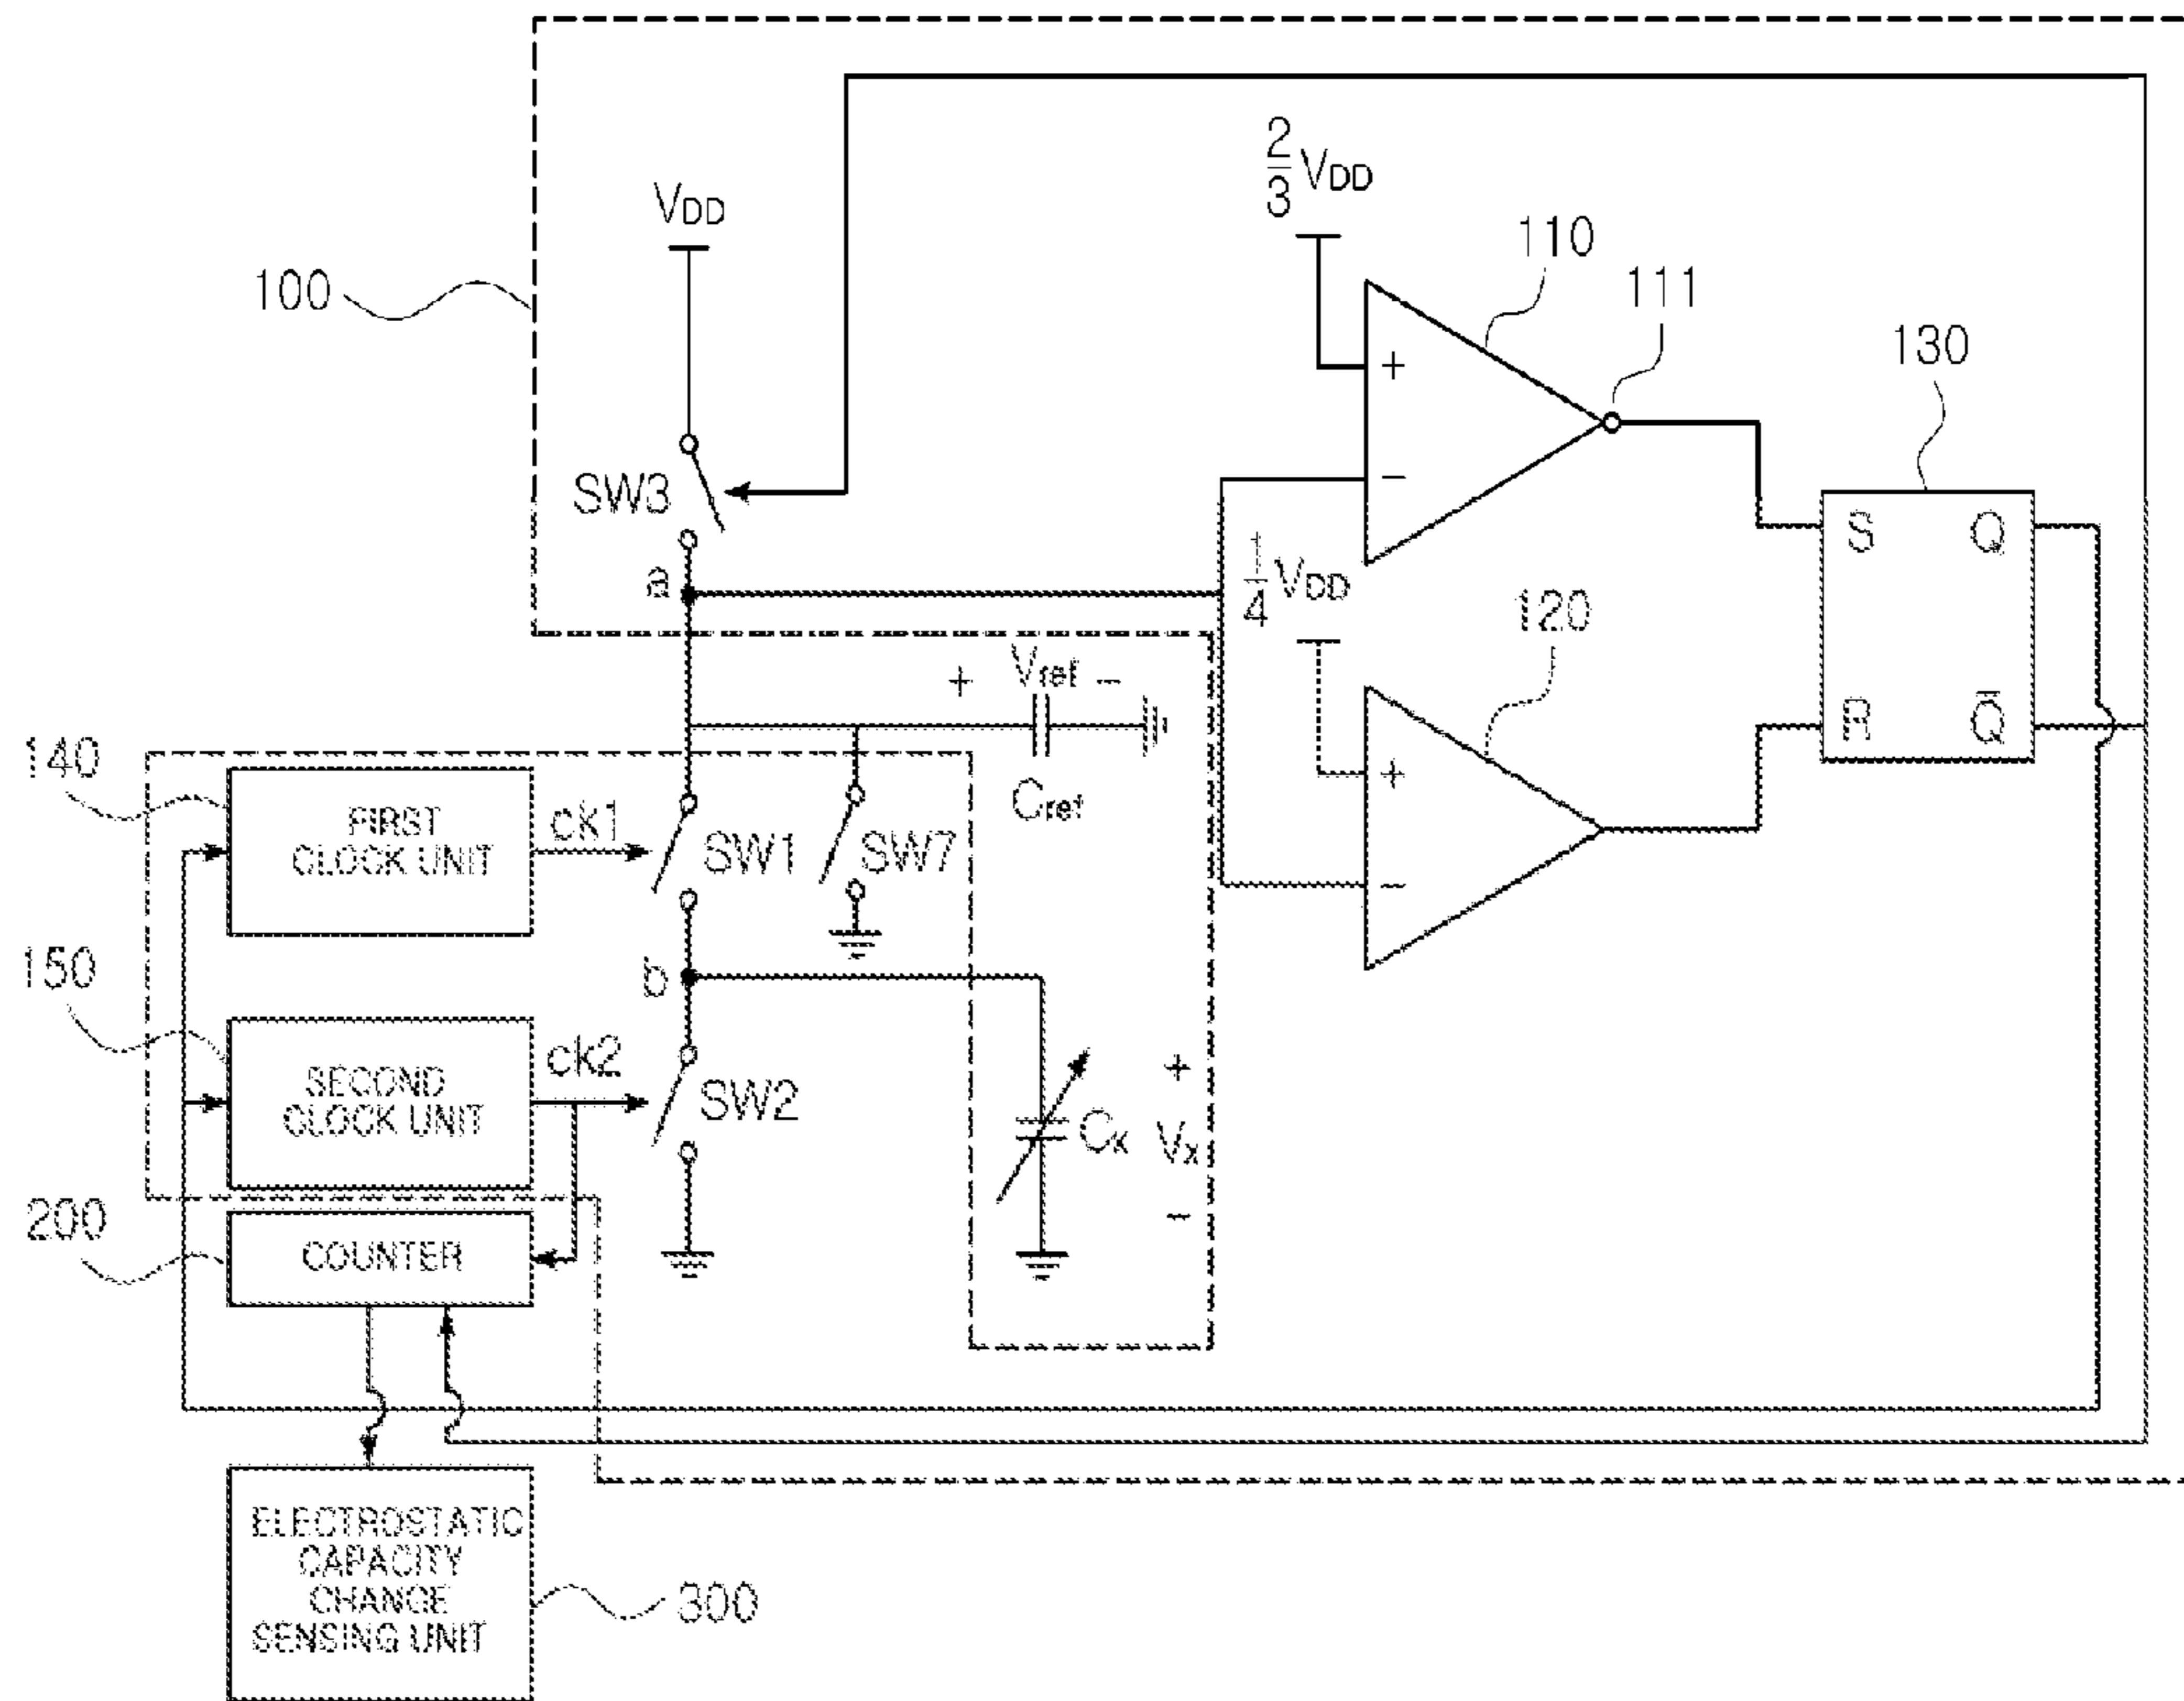 2/3 VDD
VDD
110
111
100
130
+
SW3
−
S Q
a
1/4 VDD
120
+ Vref −
R Q̄
140
Cref
+
FIRST
CLOCK UNIT
ck1
SW1
SW7
−
150
b
SECOND
CLOCK UNIT
ck2
SW2
+
Cx
Vx
−
200
COUNTER
ELECTROSTATIC
CAPACITY
CHANGE
SENSING UNIT
300